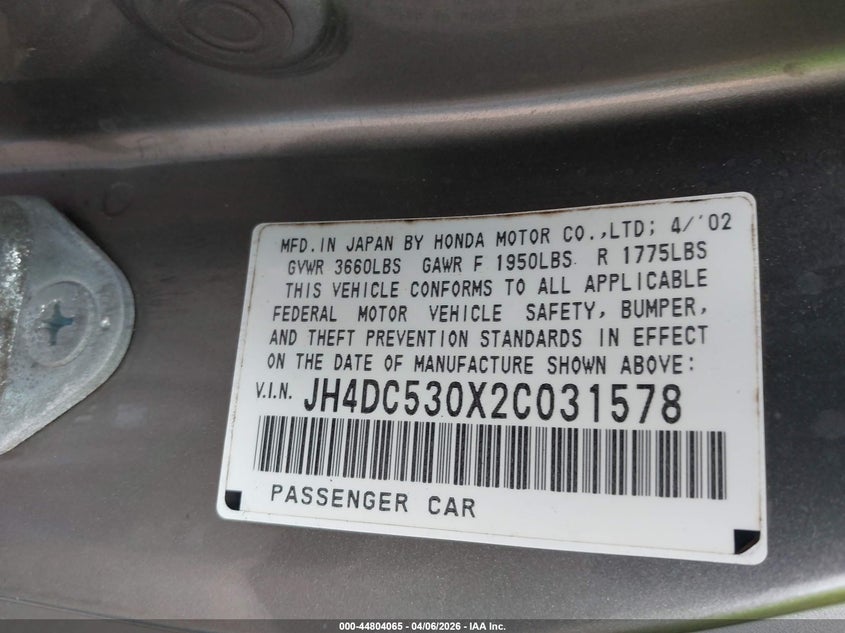 MFD. IN JAPAN BY HONDA MOTOR CO.,LTD; 4/'02
GVWR 3660LBS GAWR F 1950LBS R 1775LBS
THIS VEHICLE CONFORMS TO ALL APPLICABLE
FEDERAL MOTOR VEHICLE SAFETY, BUMPER,
AND THEFT PREVENTION STANDARDS IN EFFECT
ON THE DATE OF MANUFACTURE SHOWN ABOVE:
V.I.N. JH4DC530X2C031578
PASSENGER CAR
000-44804065 - 04/06/2026 - IAA Inc.